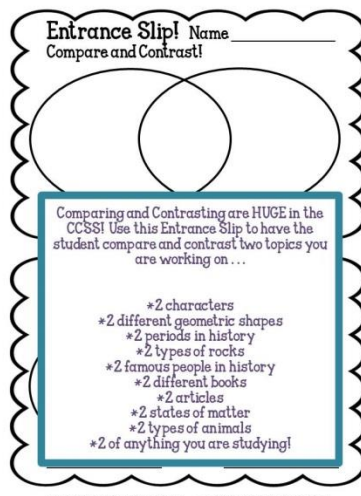 Entrance Slip! Name
Compare and Contrast!
Comparing and Contrasting are HUGE in the
CCSS! Use this Entrance Slip to have the
student compare and contrast two topics you
are working on . . .
*2 characters
*2 different geometric shapes
*2 periods in history
*2 types of rocks
*2 famous people in history
*2 different books
*2 articles
*2 states of matter
*2 types of animals
*2 of anything you are studying!